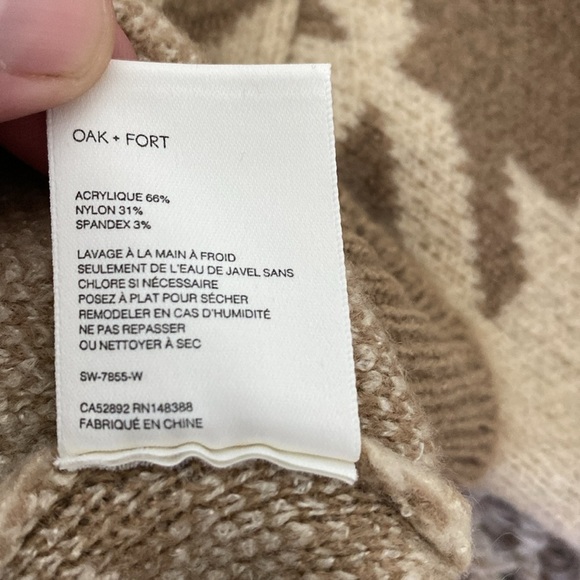 OAK + FORT
ACRYLIQUE 66%
NYLON 31%
SPANDEX 3%
LAVAGE À LA MAIN À FROID
SEULEMENT DE L'EAU DE JAVEL SANS
CHLORE SI NÉCESSAIRE
POSEZ À PLAT POUR SÉCHER
REMODELER EN CAS D'HUMIDITÉ
NE PAS REPASSER
OU NETTOYER À SEC
SW-7855-W
CA52892 RN148388
FABRIQUÉ EN CHINE